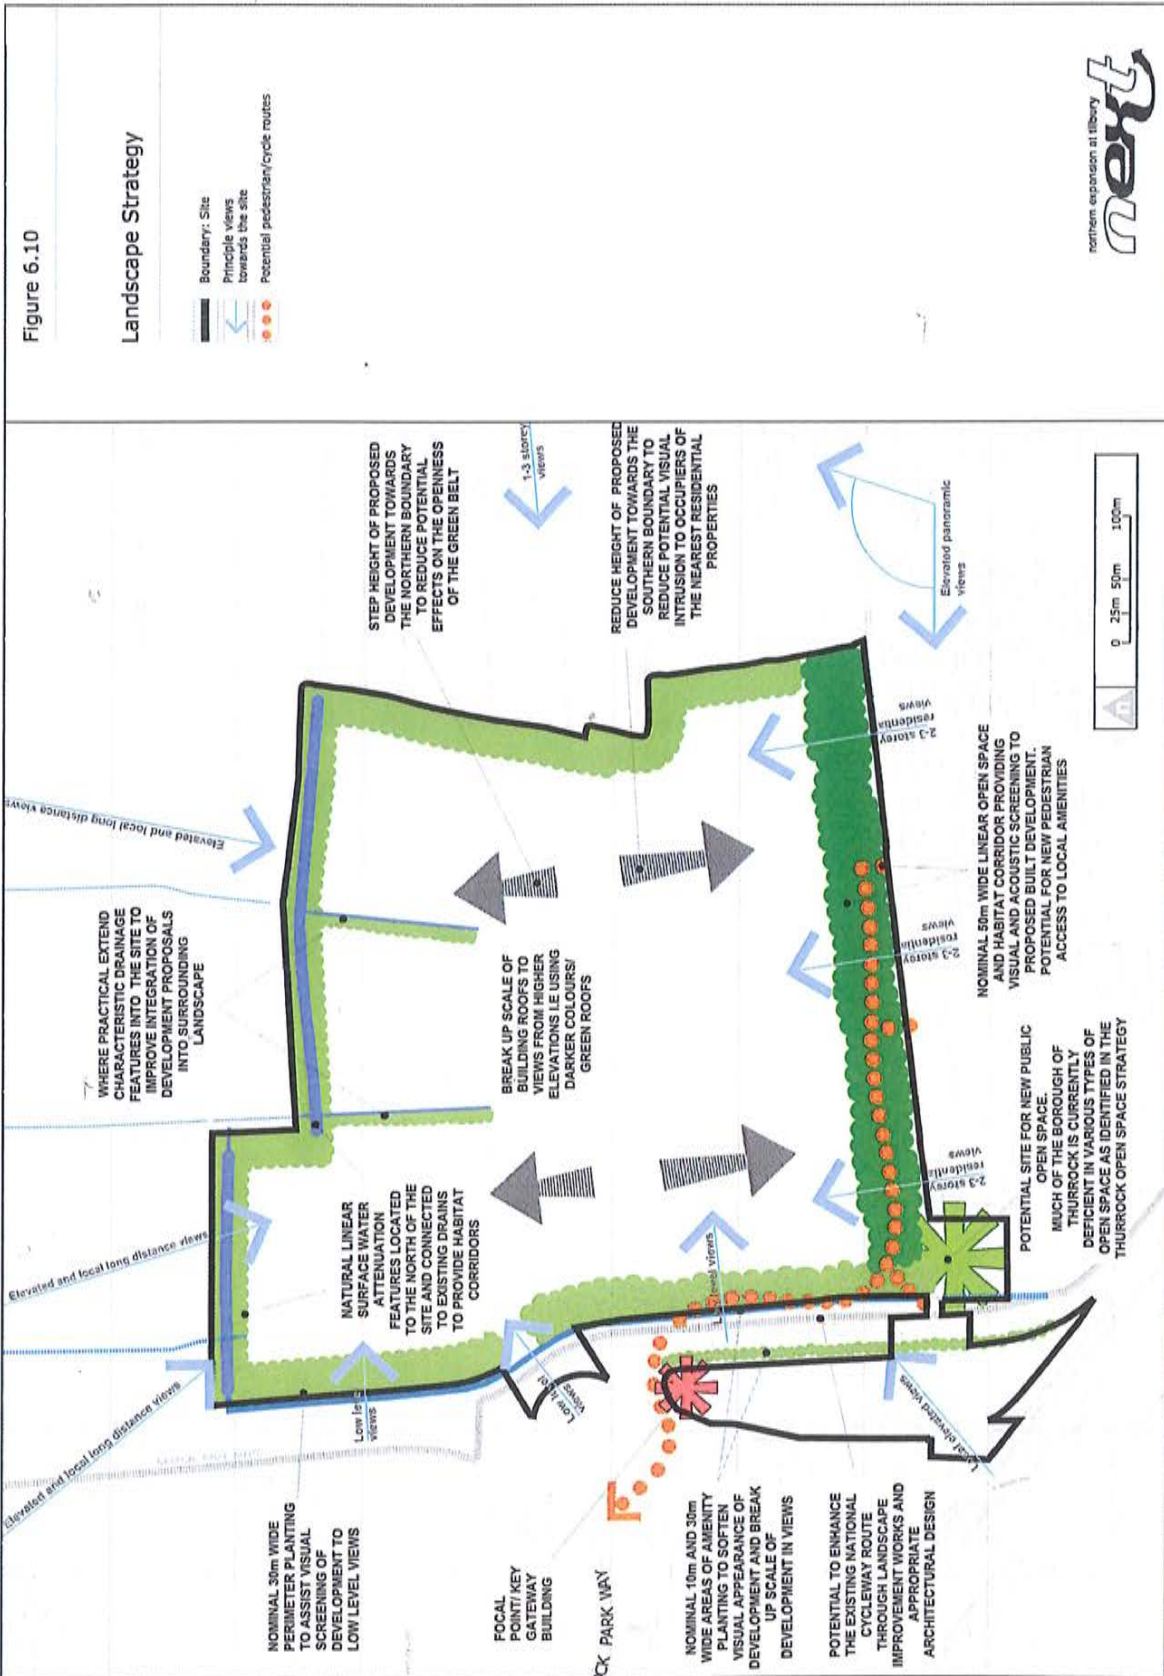 Figure 6.10
Landscape Strategy
Boundary: Site
Principle views
towards the site
Potential pedestrian/cycle routes
northern expansion at tilbury
next
Elevated and local long distance views
Elevated and local long distance views
Elevated and long local distance views
WHERE PRACTICAL EXTEND
CHARACTERISTIC DRAINAGE
FEATURES INTO THE SITE TO
IMPROVE INTEGRATION OF
DEVELOPMENT PROPOSALS
INTO SURROUNDING
LANDSCAPE
STEP HEIGHT OF PROPOSED
DEVELOPMENT TOWARDS
THE NORTHERN BOUNDARY
TO REDUCE POTENTIAL
EFFECTS ON THE OPENNESS
OF THE GREEN BELT
1-3 storey
views
NOMINAL 30m WIDE
PERIMETER PLANTING
TO ASSIST VISUAL
SCREENING OF
DEVELOPMENT TO
LOW LEVEL VIEWS
Low level
views
NATURAL LINEAR
SURFACE WATER
ATTENUATION
FEATURES LOCATED
TO THE NORTH OF THE
SITE AND CONNECTED
TO EXISTING DRAINS
TO PROVIDE HABITAT
CORRIDORS
BREAK UP SCALE OF
BUILDING ROOFS TO
VIEWS FROM HIGHER
ELEVATIONS I.E USING
DARKER COLOURS/
GREEN ROOFS
REDUCE HEIGHT OF PROPOSED
DEVELOPMENT TOWARDS THE
SOUTHERN BOUNDARY TO
REDUCE POTENTIAL VISUAL
INTRUSION TO OCCUPIERS OF
THE NEAREST RESIDENTIAL
PROPERTIES
FOCAL
POINT/ KEY
GATEWAY
BUILDING
Low level
views
CK PARK WAY
Low level views
NOMINAL 10m AND 30m
WIDE AREAS OF AMENITY
PLANTING TO SOFTEN
VISUAL APPEARANCE OF
DEVELOPMENT AND BREAK
UP SCALE OF
DEVELOPMENT IN VIEWS
POTENTIAL TO ENHANCE
THE EXISTING NATIONAL
CYCLEWAY ROUTE
THROUGH LANDSCAPE
IMPROVEMENT WORKS AND
APPROPRIATE
ARCHITECTURAL DESIGN
Local elevated views
2-3 storey
residential
views
2-3 storey
residential
views
2-3 storey
residential
views
Elevated panoramic
views
POTENTIAL SITE FOR NEW PUBLIC
OPEN SPACE.
MUCH OF THE BOROUGH OF
THURROCK IS CURRENTLY
DEFICIENT IN VARIOUS TYPES OF
OPEN SPACE AS IDENTIFIED IN THE
THURROCK OPEN SPACE STRATEGY
NOMINAL 50m WIDE LINEAR OPEN SPACE
AND HABITAT CORRIDOR PROVIDING
VISUAL AND ACOUSTIC SCREENING TO
PROPOSED BUILT DEVELOPMENT.
POTENTIAL FOR NEW PEDESTRIAN
ACCESS TO LOCAL AMENITIES
0 25m 50m 100m